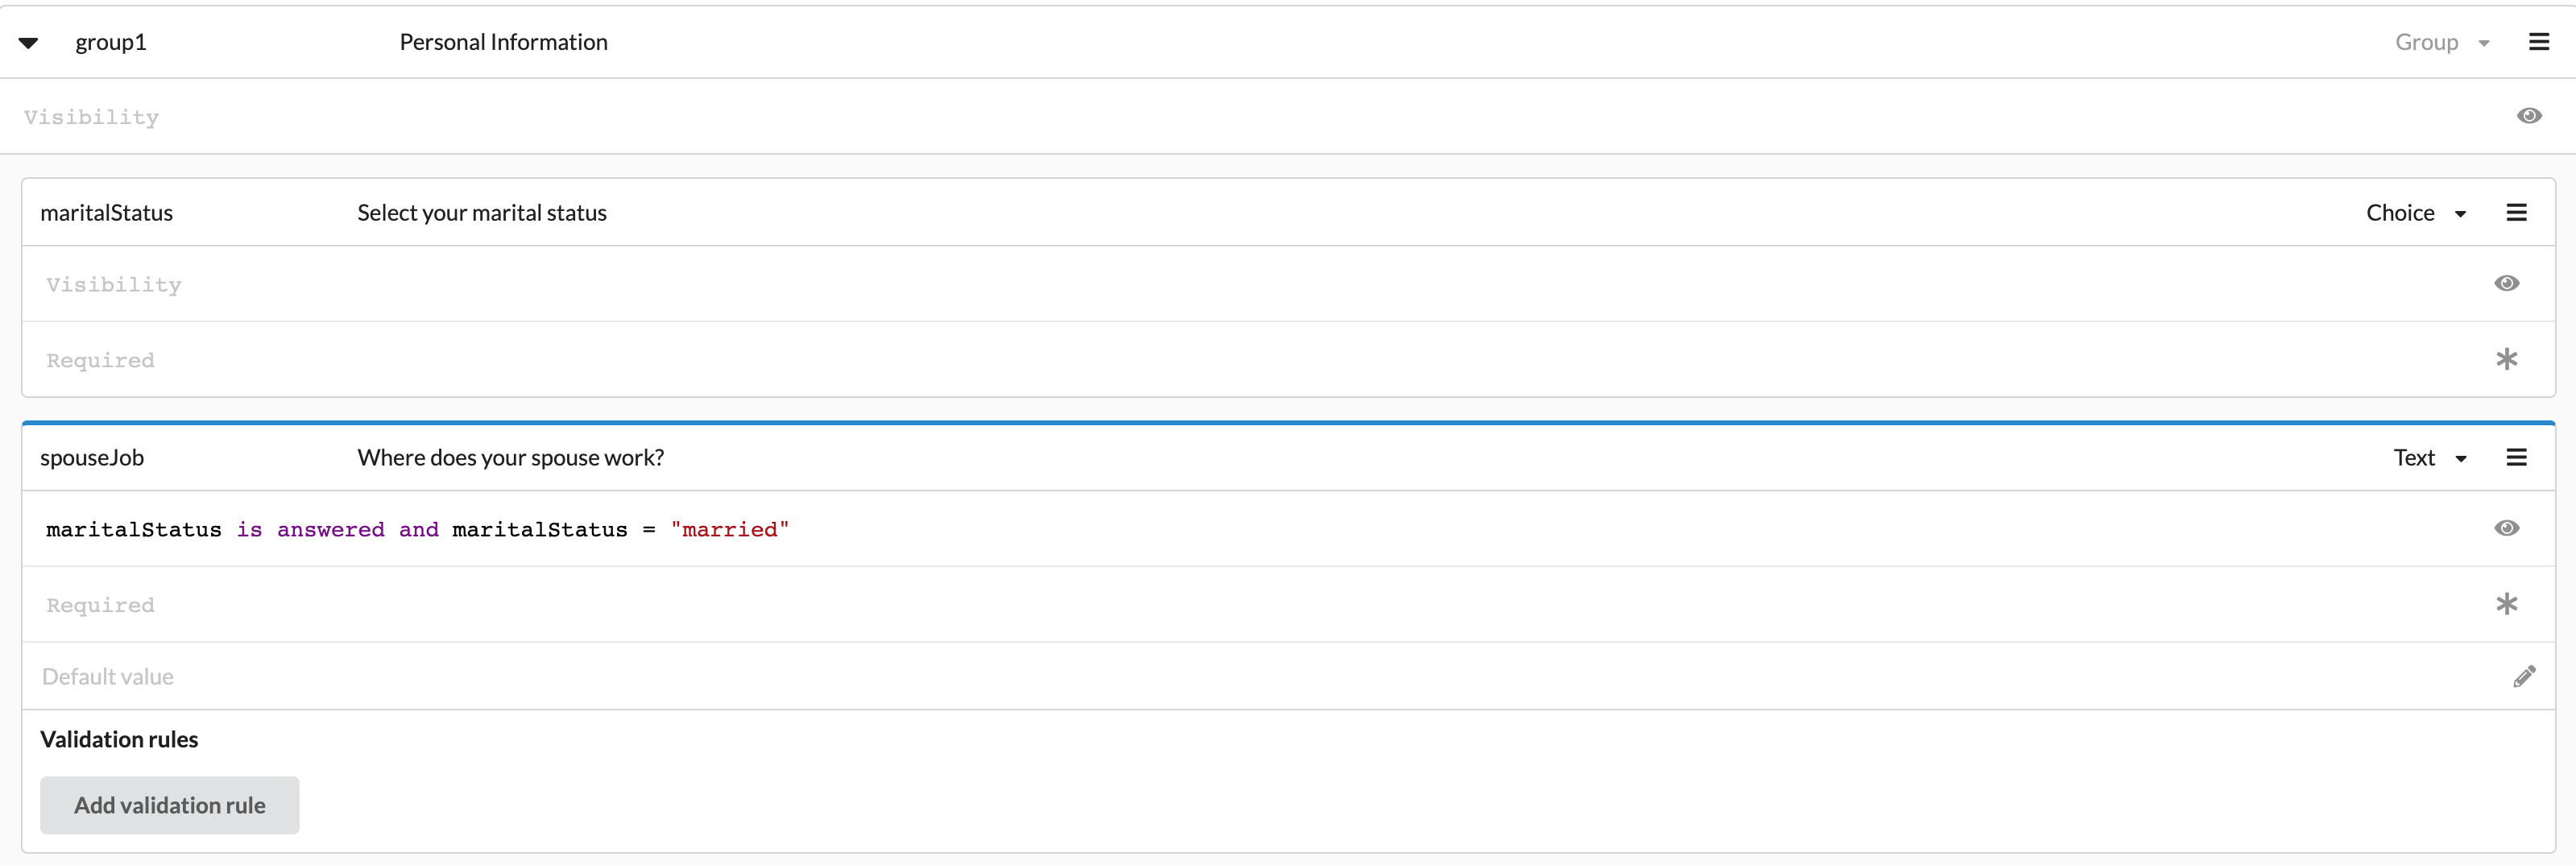 group1 Personal Information Group
Visibility
maritalStatus Select your marital status Choice
Visibility
Required
spouseJob Where does your spouse work? Text
maritalStatus is answered and maritalStatus = "married"
Required
Default value
Validation rules
Add validation rule